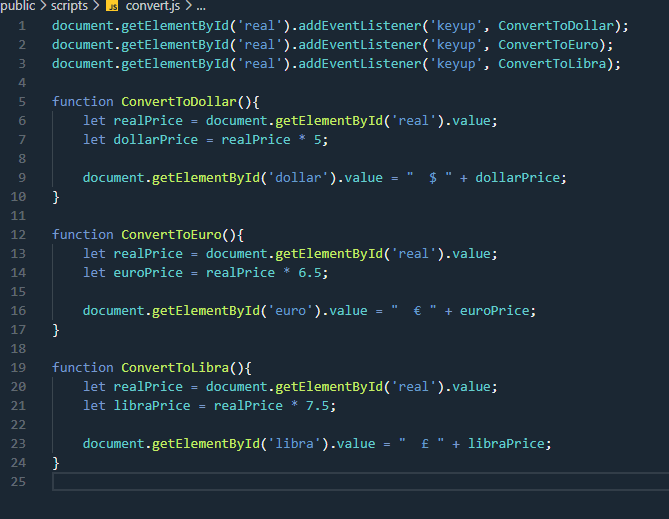 public > scripts > JS convert.js > ...
1 document.getElementById('real').addEventListener('keyup', ConvertToDollar);
2 document.getElementById('real').addEventListener('keyup', ConvertToEuro);
3 document.getElementById('real').addEventListener('keyup', ConvertToLibra);
4
5 function ConvertToDollar(){
6     let realPrice = document.getElementById('real').value;
7     let dollarPrice = realPrice * 5;
8
9     document.getElementById('dollar').value = "  $ " + dollarPrice;
10 }
11
12 function ConvertToEuro(){
13     let realPrice = document.getElementById('real').value;
14     let euroPrice = realPrice * 6.5;
15
16     document.getElementById('euro').value = "  € " + euroPrice;
17 }
18
19 function ConvertToLibra(){
20     let realPrice = document.getElementById('real').value;
21     let libraPrice = realPrice * 7.5;
22
23     document.getElementById('libra').value = "  £ " + libraPrice;
24 }
25